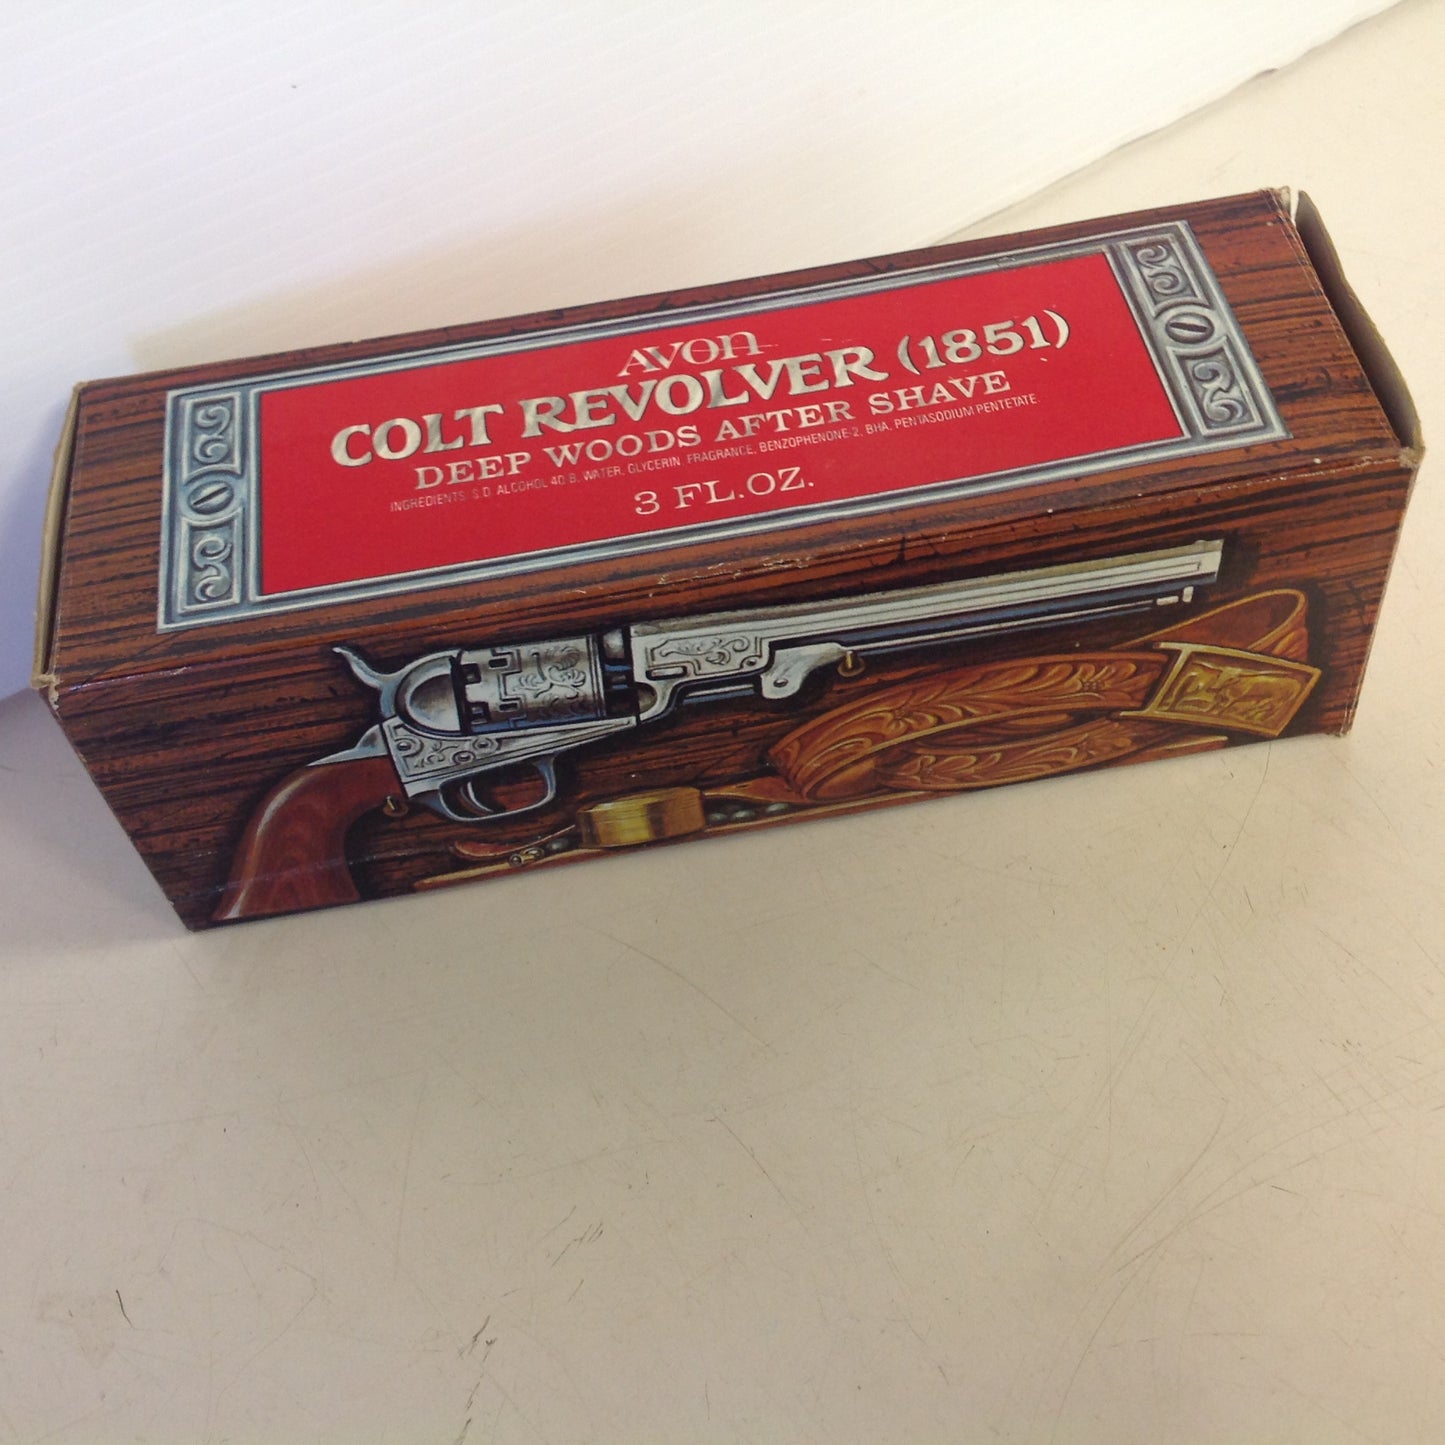 AVON
COLT REVOLVER (1851)
DEEP WOODS AFTER SHAVE
INGREDIENTS: S.D. ALCOHOL 40 B, WATER, GLYCERIN, FRAGRANCE, BENZOPHENONE-2, BHA, PENTASODIUM PENTETATE.
3 FL.OZ.